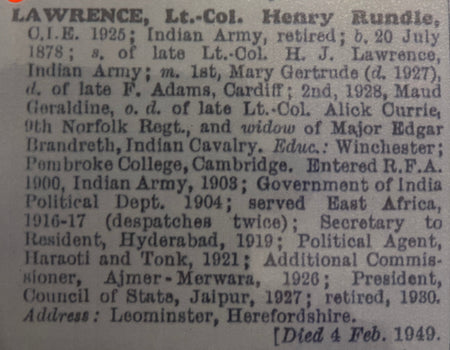 LAWRENCE, Lt.-Col. Henry Rundle,
C.I.E. 1925; Indian Army, retired; b. 20 July
1878; s. of late Lt.-Col. H. J. Lawrence,
Indian Army; m. 1st, Mary Gertrude (d. 1927),
d. of late F. Adams, Cardiff; 2nd, 1928, Maud
Geraldine, o. d. of late Lt.-Col. Alick Currie,
9th Norfolk Regt., and widow of Major Edgar
Brandreth, Indian Cavalry. Educ.: Winchester;
Pembroke College, Cambridge. Entered R.F.A.
1900, Indian Army, 1903; Government of India
Political Dept. 1904; served East Africa,
1916-17 (despatches twice); Secretary to
Resident, Hyderabad, 1919; Political Agent,
Haraoti and Tonk, 1921; Additional Commis-
sioner, Ajmer-Merwara, 1926; President,
Council of State, Jaipur, 1927; retired, 1930.
Address: Leominster, Herefordshire.
[Died 4 Feb. 1949.